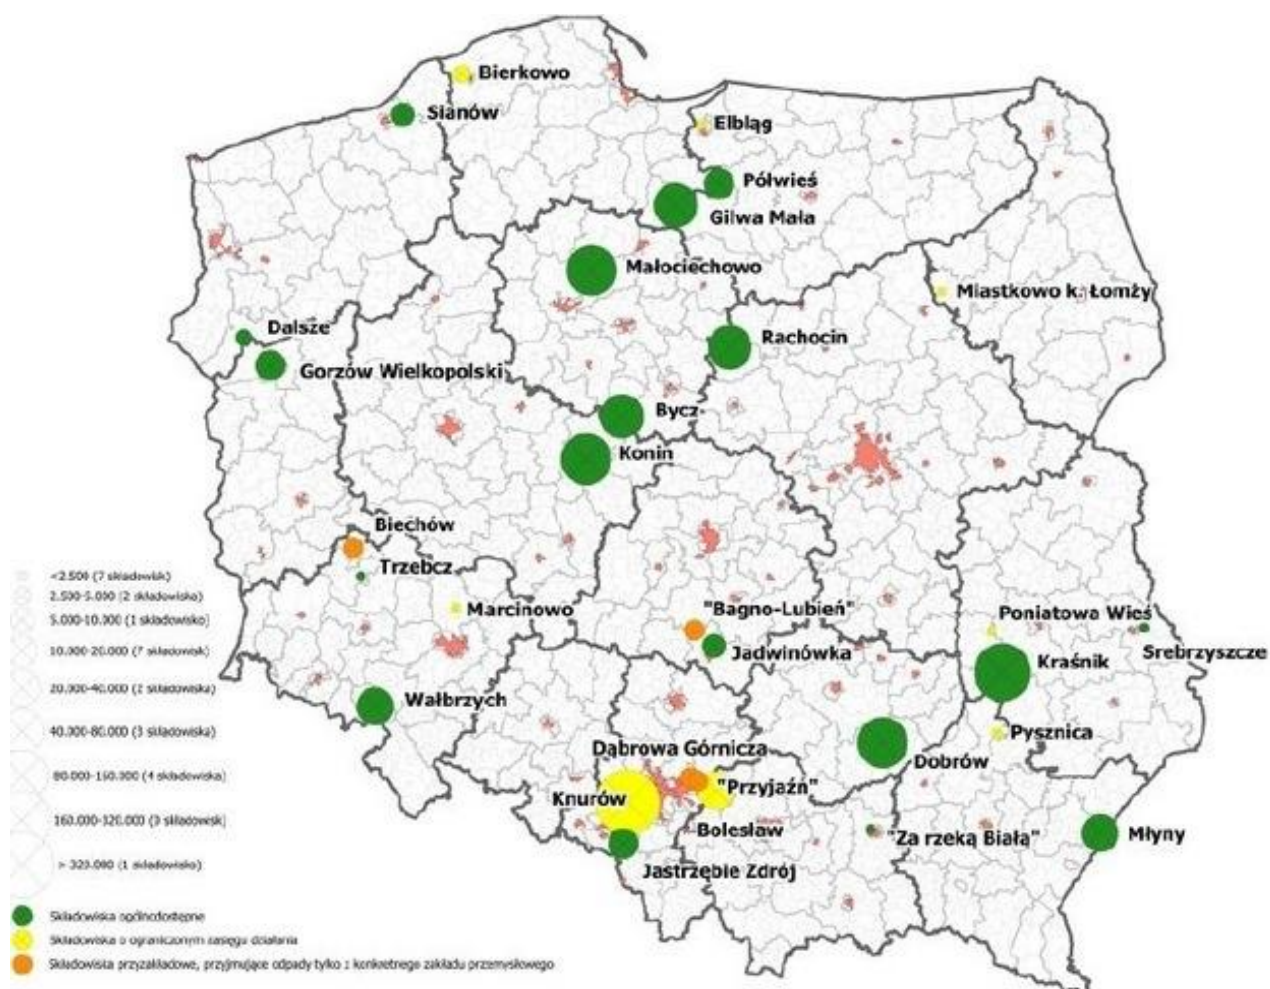 Bierkowo
Sianów
Elbląg
Półwieś
Gilwa Mała
Małociechowo
Miastkowo k. Łomży
Dalsze
Rachocin
Gorzów Wielkopolski
Bycz
Konin
Biechów
Trzebcz
<2.500 (7 składowisk)
2.500-5.000 (2 składowiska)
Marcinowo
"Bagno-Lubień"
Poniatowa Wieś
5.000-10.000 (1 składowisko)
Jadwinówka
Srebrzyszcze
10.000-20.000 (7 składowisk)
Kraśnik
20.000-40.000 (2 składowiska)
Wałbrzych
40.000-80.000 (3 składowiska)
Pysznica
Dąbrowa Górnicza
Dobrów
80.000-160.000 (4 składowiska)
"Przyjaźń"
Knurów
160.000-320.000 (3 składowisk)
Bolesław
"Za rzeką Białą"
Młyny
> 320.000 (1 składowisko)
Jastrzębie Zdrój
Składowiska ogólnodostępne
Składowiska o ograniczonym zasięgu działania
Składowiska przyzakładowe, przyjmujące odpady tylko z konkretnego zakładu przemysłowego